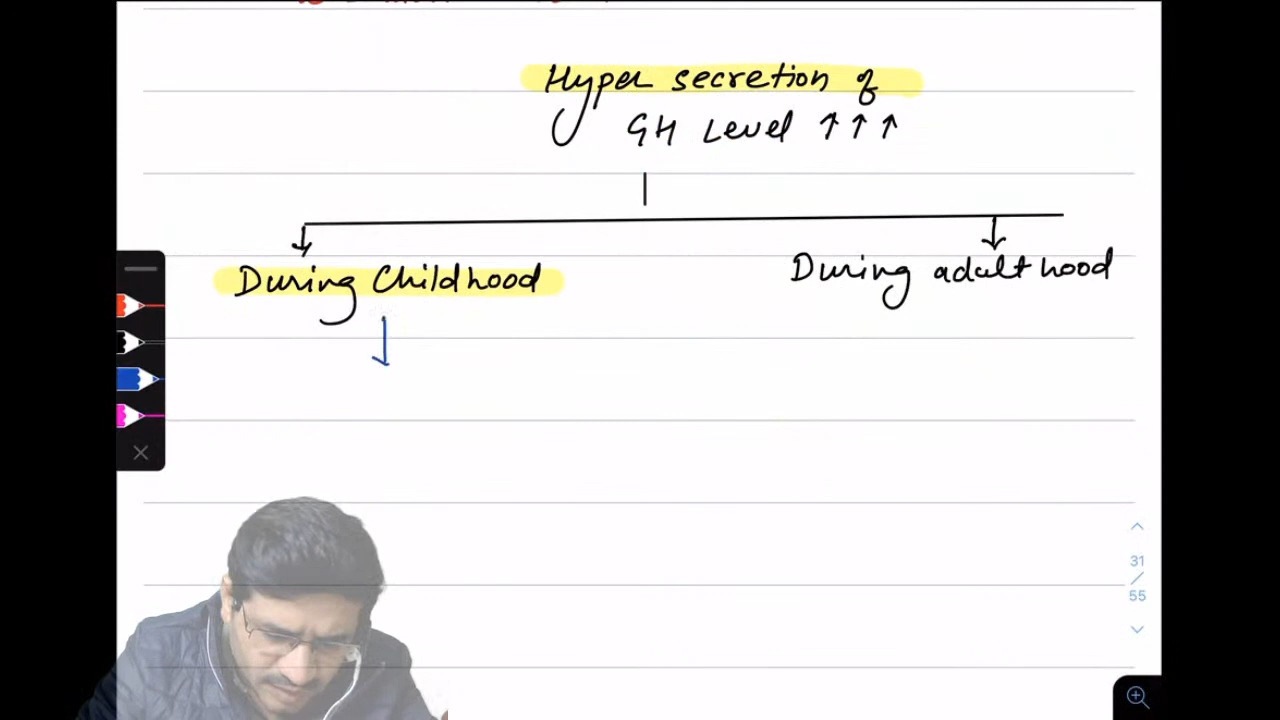 Hyper secretion of
GH Level ↑ ↑ ↑
During Childhood
During adulthood
31
/
55